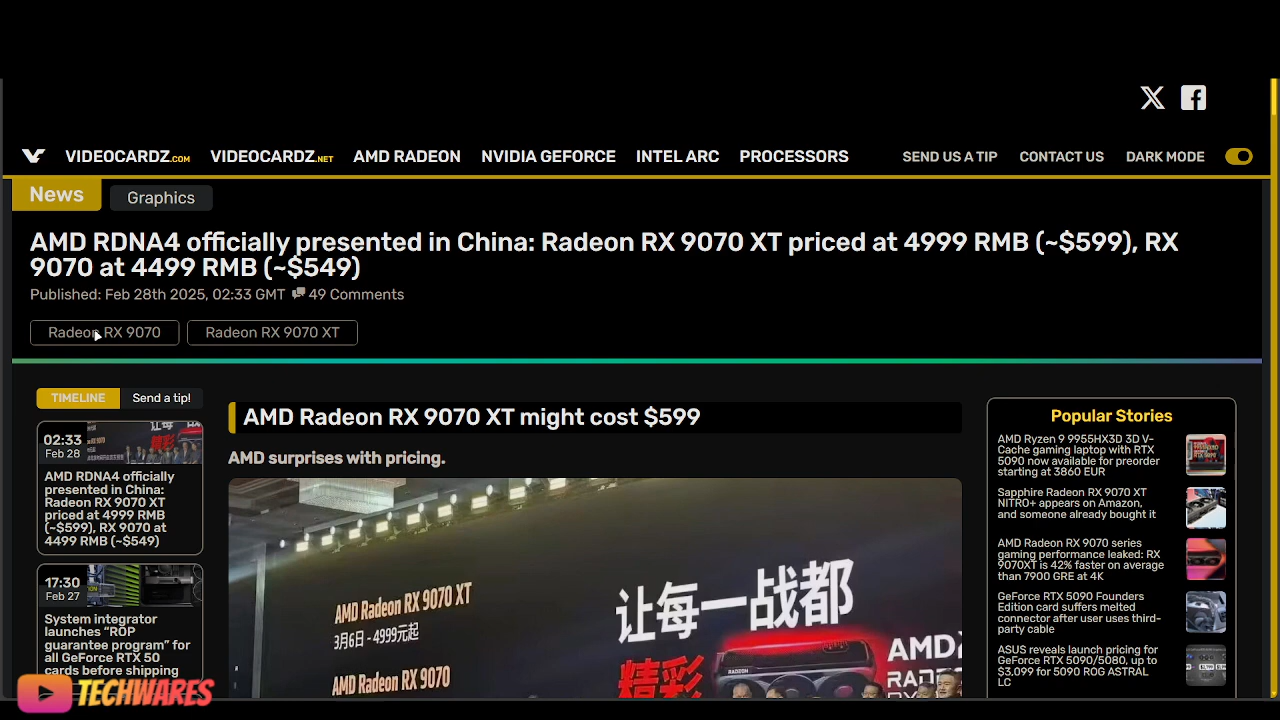 VIDEOCARDZ.COM VIDEOCARDZ.NET AMD RADEON NVIDIA GEFORCE INTEL ARC PROCESSORS SEND US A TIP CONTACT US DARK MODE
News Graphics
AMD RDNA4 officially presented in China: Radeon RX 9070 XT priced at 4999 RMB (~$599), RX
9070 at 4499 RMB (~$549)
Published: Feb 28th 2025, 02:33 GMT 49 Comments
Radeon RX 9070 Radeon RX 9070 XT
TIMELINE Send a tip!
02:33
Feb 28
AMD RDNA4 officially
presented in China:
Radeon RX 9070 XT
priced at 4999 RMB
(~$599), RX 9070 at
4499 RMB (~$549)
17:30
Feb 27
System integrator
launches “ROP
guarantee program” for
all GeForce RTX 50
cards before shipping
AMD Radeon RX 9070 XT might cost $599
AMD surprises with pricing.
AMD Radeon RX 9070 XT
3月6日 - 4999元起
AMD Radeon RX 9070
让每一战都
精彩
RADEON
AMD
RADE
Popular Stories
AMD Ryzen 9 9955HX3D 3D V-
Cache gaming laptop with RTX
5090 now available for preorder
starting at 3860 EUR
Sapphire Radeon RX 9070 XT
NITRO+ appears on Amazon,
and someone already bought it
AMD Radeon RX 9070 series
gaming performance leaked: RX
9070XT is 42% faster on average
than 7900 GRE at 4K
GeForce RTX 5090 Founders
Edition card suffers melted
connector after user uses third-
party cable
ASUS reveals launch pricing for
GeForce RTX 5090/5080, up to
$3,099 for 5090 ROG ASTRAL
LC
TECHWARES